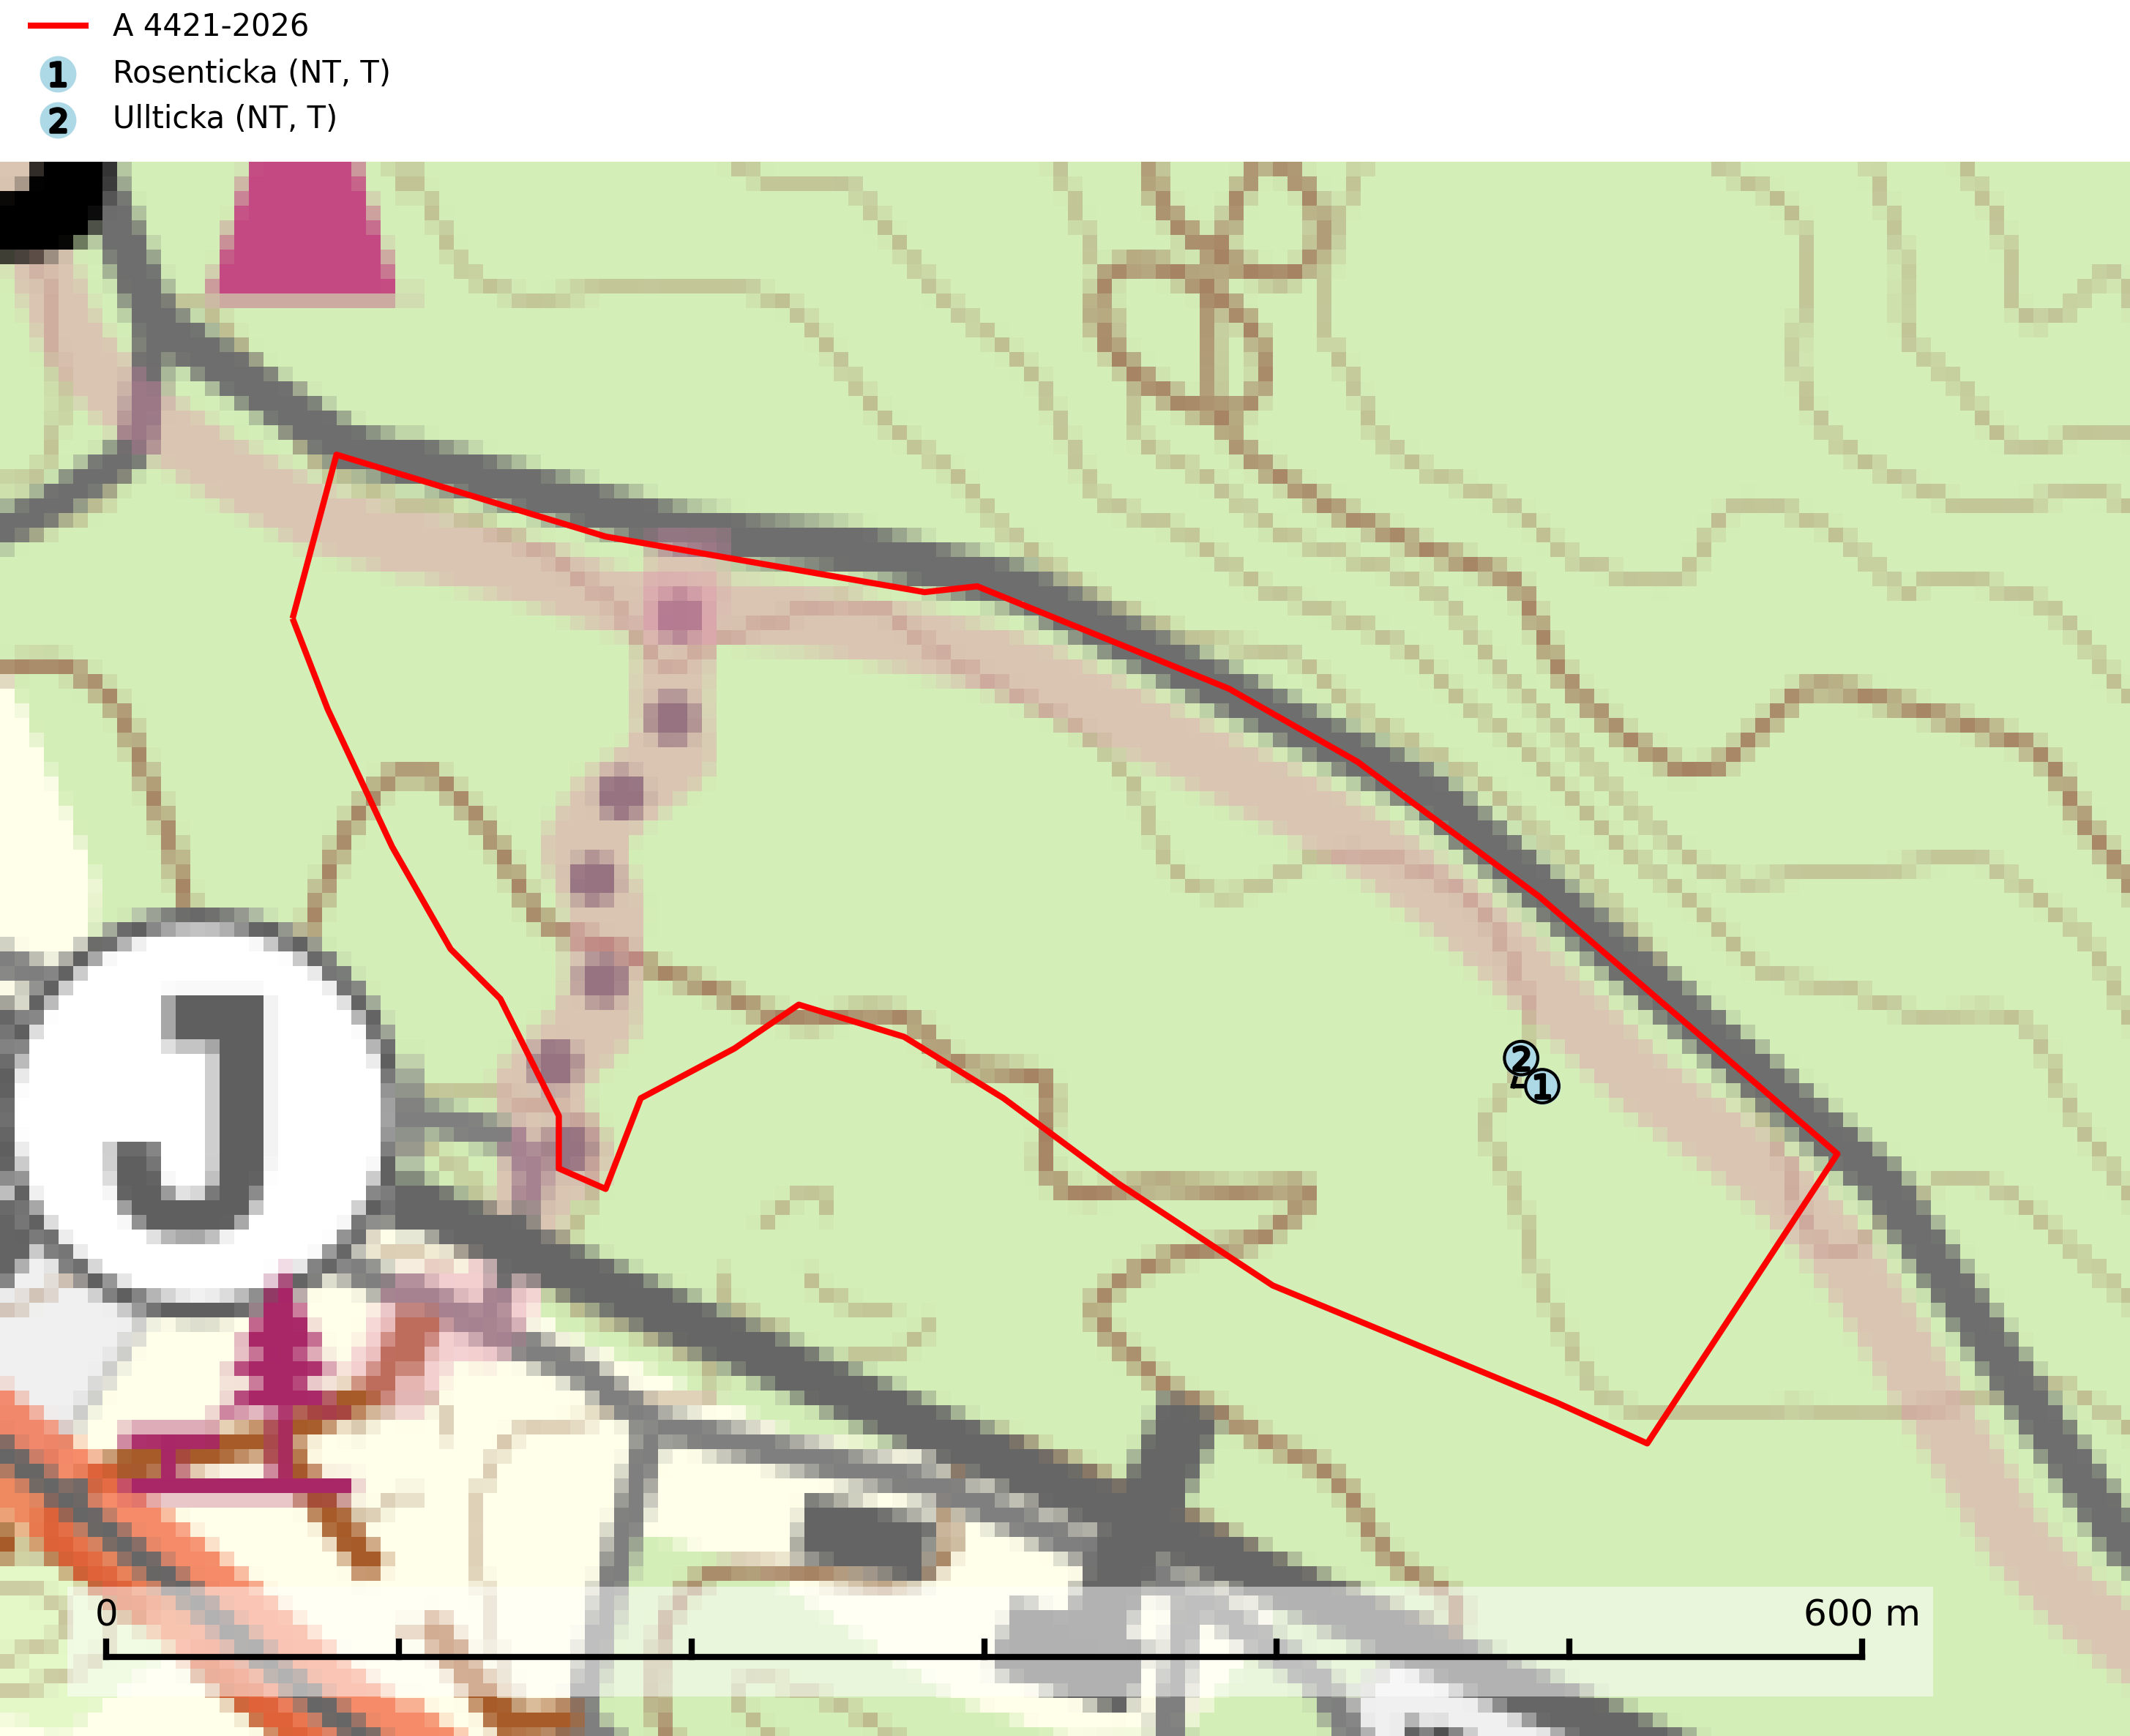 A 4421-2026
1 Rosenticka (NT, T)
2 Ullticka (NT, T)
2
1
J
0 600 m